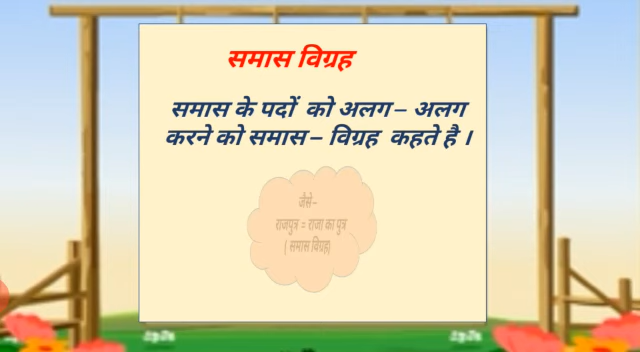 समास विग्रह
समास के पदों को अलग – अलग
करने को समास – विग्रह कहते है ।
जैसे –
राजपुत्र = राजा का पुत्र
( समास विग्रह)